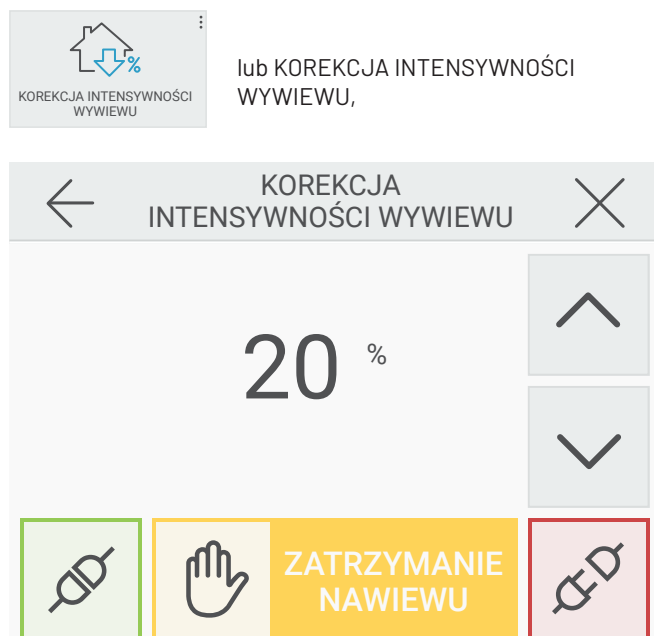 %
KOREKCJA INTENSYWNOŚCI
WYWIEWU
lub KOREKCJA INTENSYWNOŚCI
WYWIEWU,
KOREKCJA
INTENSYWNOŚCI WYWIEWU
20 %
ZATRZYMANIE
NAWIEWU